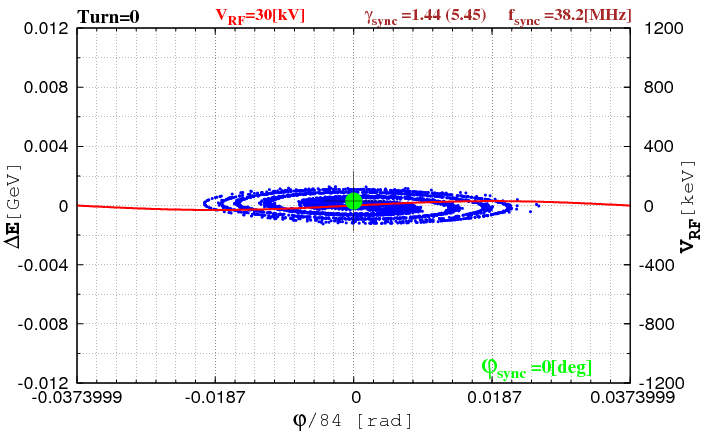 Turn=0 V_RF=30[kV] γ_sync =1.44 (5.45) f_sync =38.2[MHz]
0.012 1200
0.008 800
0.004 400
0 0
-0.004 -400
-0.008 -800
-0.012 -1200
ΔE[GeV]
V_RF[keV]
φ_sync =0[deg]
-0.0373999 -0.0187 0 0.0187 0.0373999
φ/84 [rad]